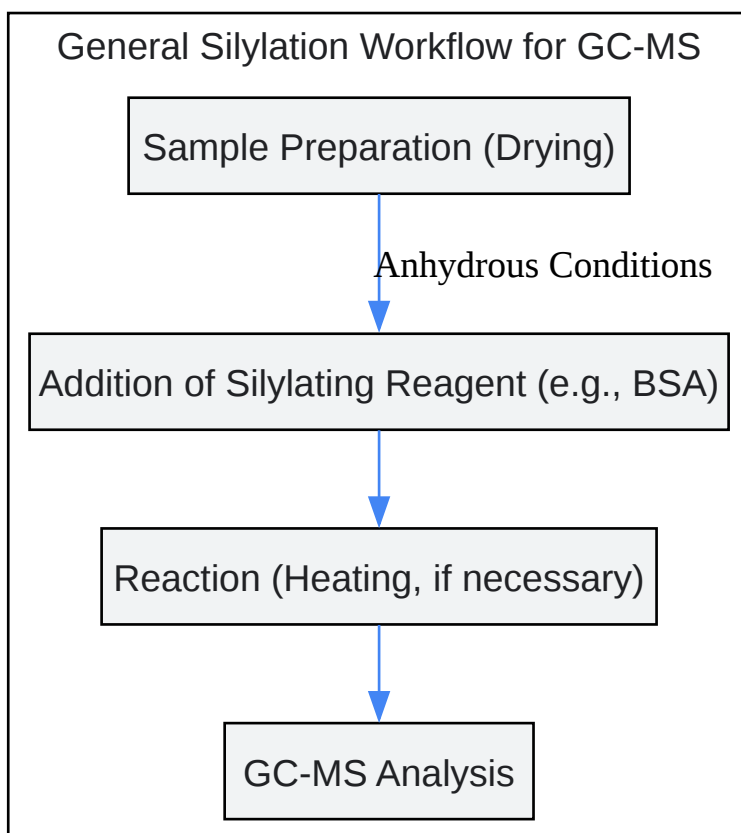 General Silylation Workflow for GC-MS
Sample Preparation (Drying)
Anhydrous Conditions
Addition of Silylating Reagent (e.g., BSA)
Reaction (Heating, if necessary)
GC-MS Analysis